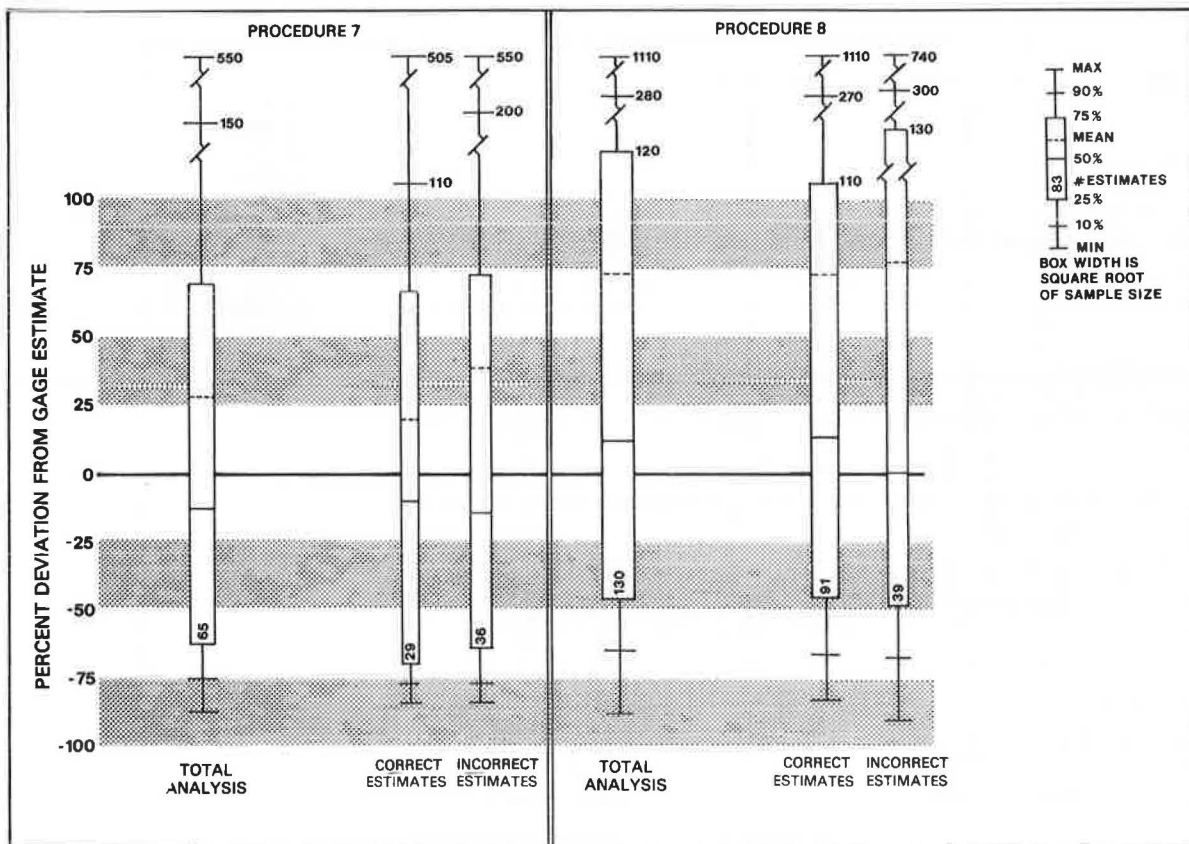 PROCEDURE 7
PROCEDURE 8
550
505
550
1110
1110
740
MAX
90%
75%
MEAN
50%
83
#ESTIMATES
25%
10%
MIN
BOX WIDTH IS
SQUARE ROOT
OF SAMPLE SIZE
150
200
280
270
300
120
130
110
110
PERCENT DEVIATION FROM GAGE ESTIMATE
100
75
50
25
0
-25
-50
-75
-100
65
29
36
130
91
39
TOTAL
ANALYSIS
CORRECT
ESTIMATES
INCORRECT
ESTIMATES
TOTAL
ANALYSIS
CORRECT
ESTIMATES
INCORRECT
ESTIMATES